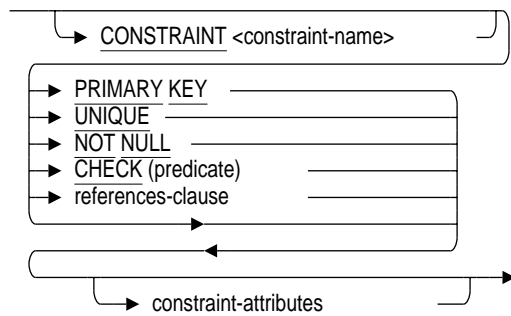 CONSTRAINT <constraint-name>
PRIMARY KEY
UNIQUE
NOT NULL
CHECK (predicate)
references-clause
constraint-attributes